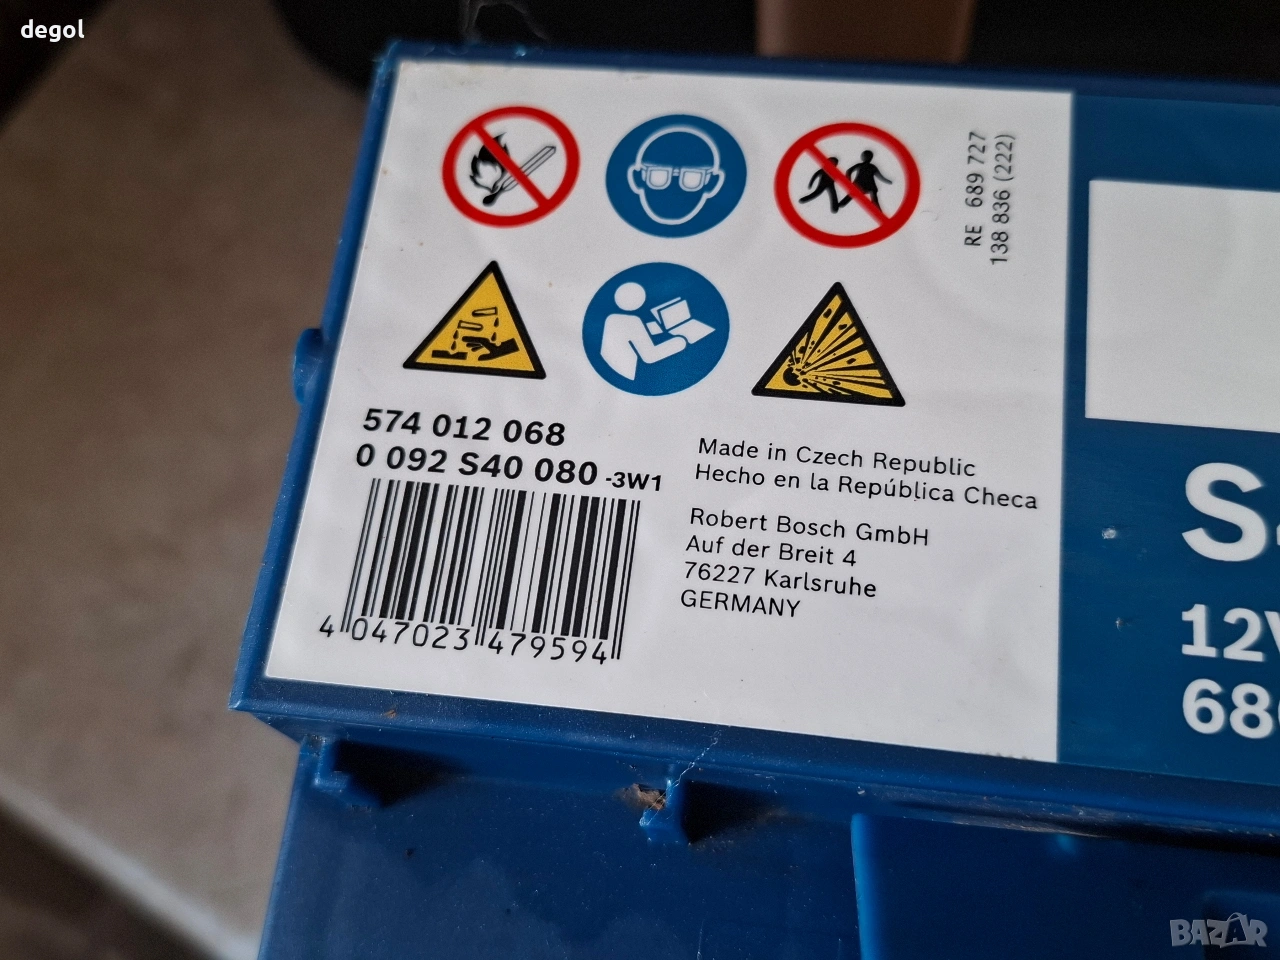 degol
RE 689 727
138 836 (222)
574 012 068
0 092 S40 080 -3W1
Made in Czech Republic
Hecho en la República Checa
Robert Bosch GmbH
Auf der Breit 4
76227 Karlsruhe
GERMANY
4 047023 479594
12V
68
BAZAR